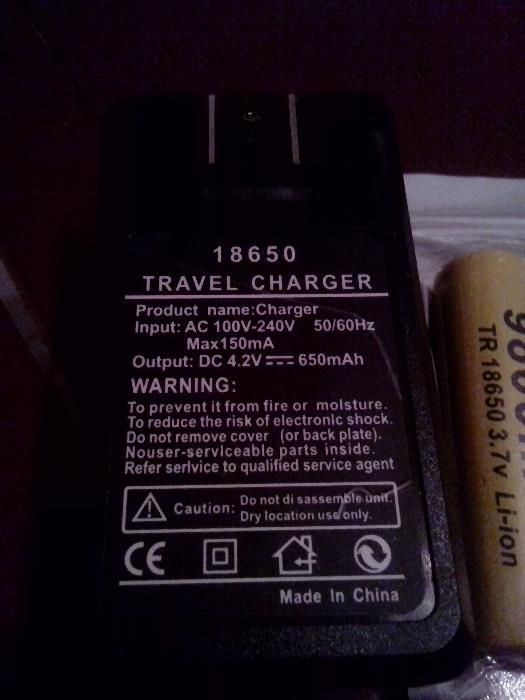 18650
TRAVEL CHARGER
Product name:Charger
Input: AC 100V-240V 50/60Hz
Max150mA
Output: DC 4.2V 650mAh
WARNING:
To prevent it from fire or moisture.
To reduce the risk of electronic shock.
Do not remove cover (or back plate).
Nouser-serviceable parts inside.
Refer serlvice to qualified service agent
Caution: Do not di sassemble unit.
Dry location use only.
CE
Made In China
TR 18650 3.7V Li-ion